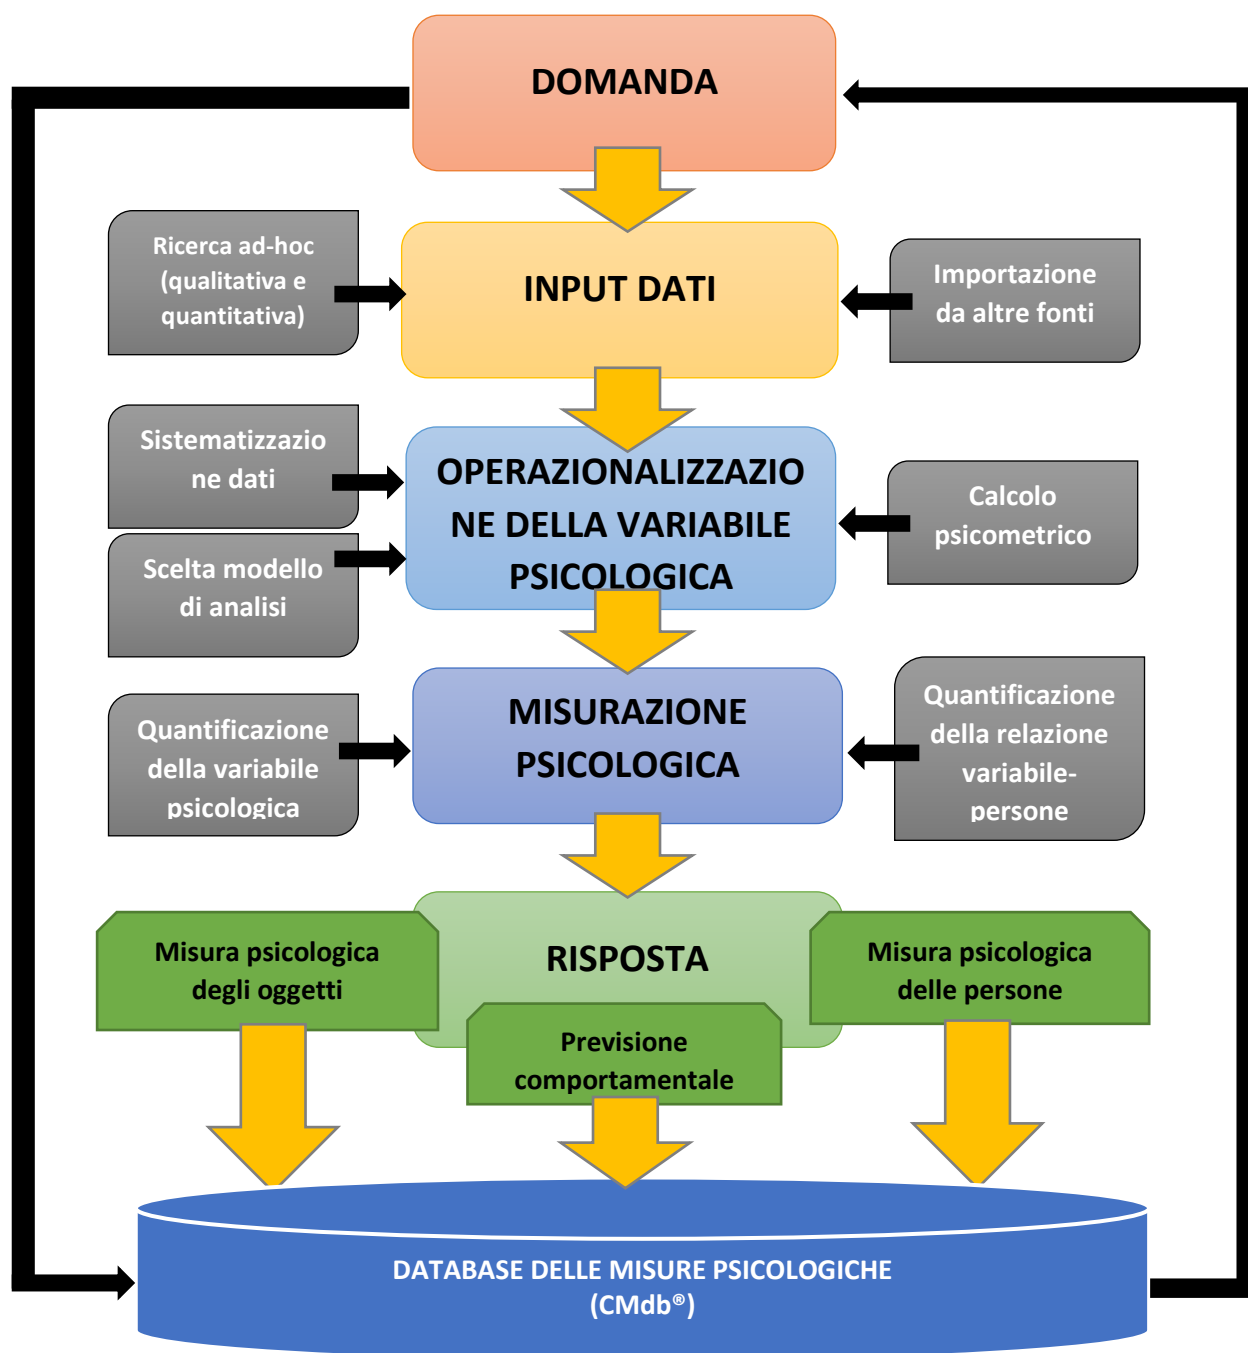 DOMANDA
Ricerca ad-hoc
(qualitativa e
quantitativa)
INPUT DATI
Importazione
da altre fonti
Sistematizzazio
ne dati
Scelta modello
di analisi
OPERAZIONALIZZAZIO
NE DELLA VARIABILE
PSICOLOGICA
Calcolo
psicometrico
Quantificazione
della variabile
psicologica
MISURAZIONE
PSICOLOGICA
Quantificazione
della relazione
variabile-
persone
Misura psicologica
degli oggetti
RISPOSTA
Misura psicologica
delle persone
Previsione
comportamentale
DATABASE DELLE MISURE PSICOLOGICHE
(CMdb®)